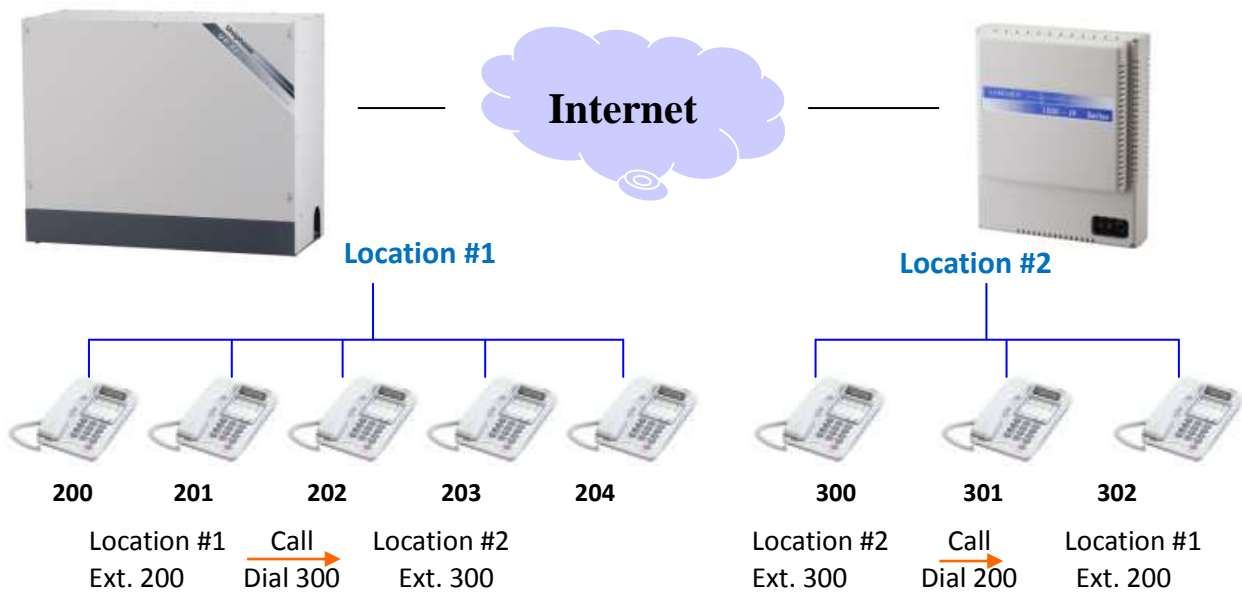 Internet
Location #1
Location #2
200 201 202 203 204 300 301 302
Location #1 Call Location #2 Location #2 Call Location #1
Ext. 200 Dial 300 Ext. 300 Ext. 300 Dial 200 Ext. 200